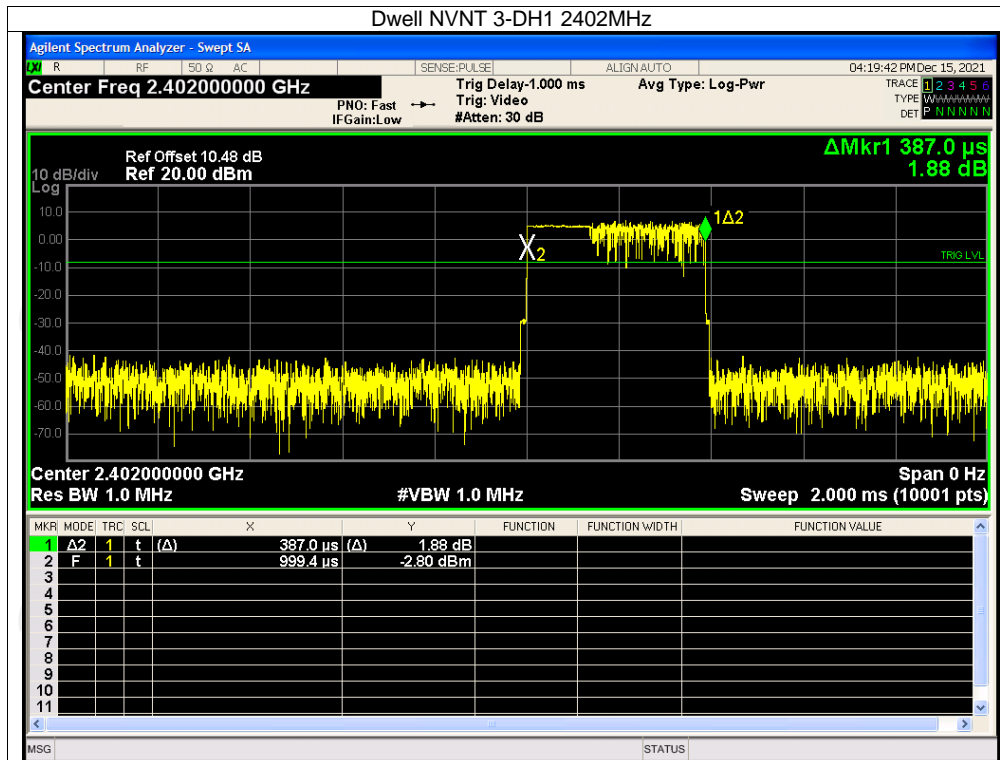 Dwell NVNT 3-DH1 2402MHz
Agilent Spectrum Analyzer - Swept SA
LXI R RF 50 Ω AC SENSE:PULSE ALIGN AUTO 04:19:42 PM Dec 15, 2021
Center Freq 2.402000000 GHz Trig Delay-1.000 ms Avg Type: Log-Pwr TRACE 1 2 3 4 5 6
PNO: Fast Trig: Video TYPE W
IFGain:Low #Atten: 30 dB DET P N N N N N
ΔMkr1 387.0 µs
1.88 dB
Ref Offset 10.48 dB
10 dB/div Ref 20.00 dBm
Log
10.0
1Δ2
0.00
2
TRIG LVL
-10.0
-20.0
-30.0
-40.0
-50.0
-60.0
-70.0
Center 2.402000000 GHz Span 0 Hz
Res BW 1.0 MHz #VBW 1.0 MHz Sweep 2.000 ms (10001 pts)
MKR MODE TRC SCL X Y FUNCTION FUNCTION WIDTH FUNCTION VALUE
1 Δ2 1 t (Δ) 387.0 µs (Δ) 1.88 dB
2 F 1 t 999.4 µs -2.80 dBm
3
4
5
6
7
8
9
10
11
MSG STATUS